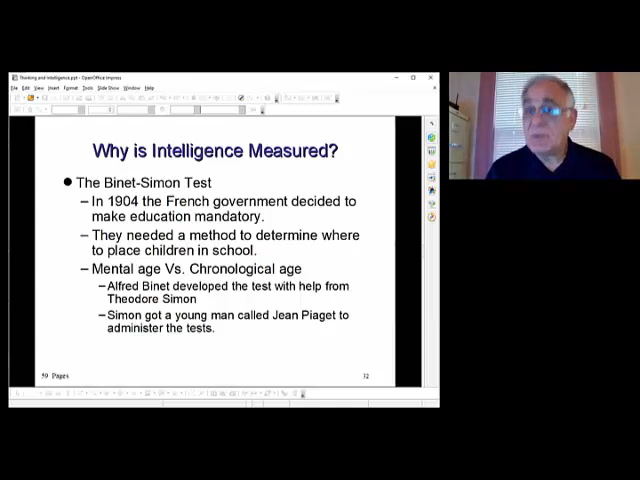 Thinking and Intelligence.ppt - OpenOffice Impress
File Edit View Insert Format Tools Slide Show Window Help
Why is Intelligence Measured?
● The Binet-Simon Test
– In 1904 the French government decided to
make education mandatory.
– They needed a method to determine where
to place children in school.
– Mental age Vs. Chronological age
– Alfred Binet developed the test with help from
Theodore Simon
– Simon got a young man called Jean Piaget to
administer the tests.
59 Pages
32